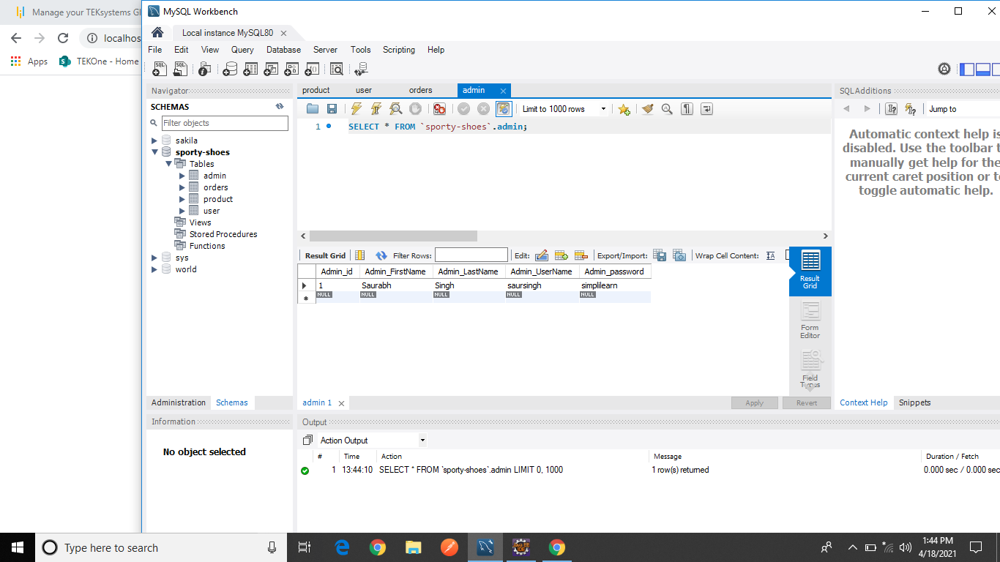 Manage your TEKsystems Gl
localhos
Apps TEKOne - Home
MySQL Workbench
Local instance MySQL80
File Edit View Query Database Server Tools Scripting Help
Navigator
SCHEMAS
Filter objects
sakila
sporty-shoes
Tables
admin
orders
product
user
Views
Stored Procedures
Functions
sys
world
Administration Schemas
Information
No object selected
product user orders admin
Limit to 1000 rows
1 SELECT * FROM `sporty-shoes`.admin;
Result Grid Filter Rows: Edit: Export/Import: Wrap Cell Content:
Admin_id Admin_FirstName Admin_LastName Admin_UserName Admin_password
1 Saurabh Singh saursingh simplilearn
NULL NULL NULL NULL NULL
Result
Grid
Form
Editor
Field
Types
admin 1 Apply Revert
Output
Action Output
# Time Action Message Duration / Fetch
1 13:44:10 SELECT * FROM `sporty-shoes`.admin LIMIT 0, 1000 1 row(s) returned 0.000 sec / 0.000 sec
SQLAdditions
Jump to
Automatic context help is
disabled. Use the toolbar t
manually get help for the
current caret position or to
toggle automatic help.
Context Help Snippets
Type here to search
1:44 PM
4/18/2021